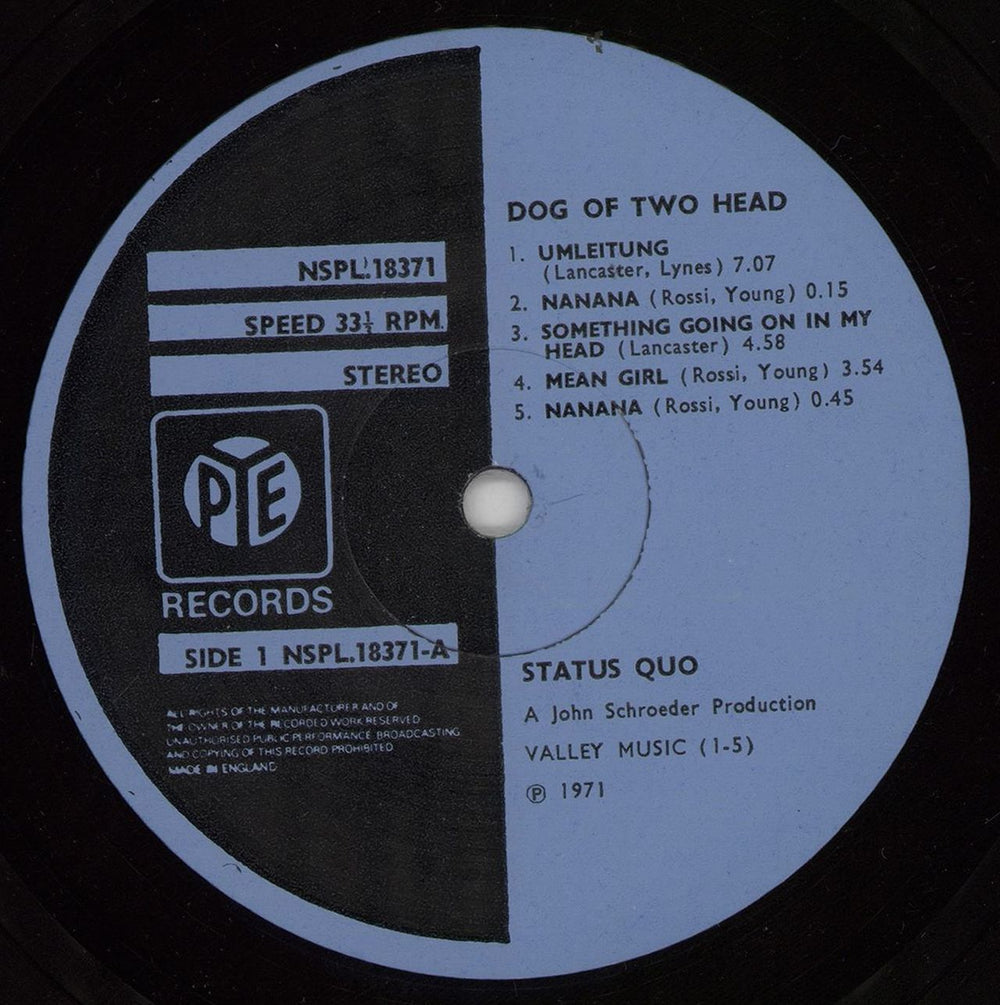 NSPL.18371
SPEED 33⅓ RPM.
STEREO
PYE
RECORDS
SIDE 1 NSPL.18371-A
ALL RIGHTS OF THE MANUFACTURER AND OF
THE OWNER OF THE RECORDED WORK RESERVED
UNAUTHORISED PUBLIC PERFORMANCE BROADCASTING
AND COPYING OF THIS RECORD PROHIBITED
MADE IN ENGLAND
DOG OF TWO HEAD
1. UMLEITUNG
(Lancaster, Lynes) 7.07
2. NANANA (Rossi, Young) 0.15
3. SOMETHING GOING ON IN MY
HEAD (Lancaster) 4.58
4. MEAN GIRL (Rossi, Young) 3.54
5. NANANA (Rossi, Young) 0.45
STATUS QUO
A John Schroeder Production
VALLEY MUSIC (1-5)
℗ 1971